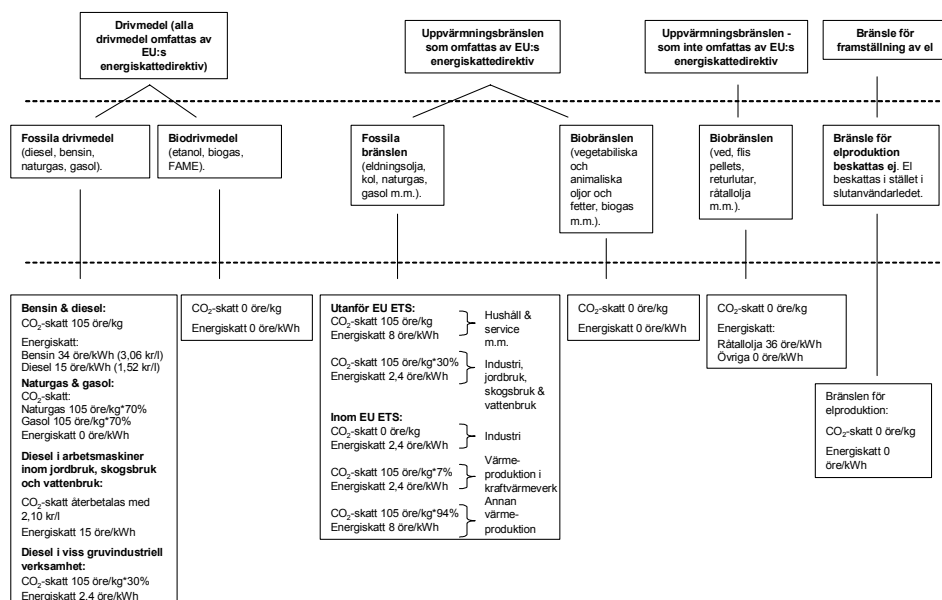 Drivmedel (alla
drivmedel omfattas av
EU:s
energiskattedirektiv)
Uppvärmningsbränslen
som omfattas av EU:s
energiskattedirektiv
Uppvärmningsbränslen -
som inte omfattas av EU:s
energiskattedirektiv
Bränsle för
framställning av el
Fossila drivmedel
(diesel, bensin,
naturgas, gasol).
Biodrivmedel
(etanol, biogas,
FAME).
Fossila
bränslen
(eldningsolja,
kol, naturgas,
gasol m.m.).
Biobränslen
(vegetabiliska
och
animaliska
oljor och
fetter, biogas
m.m.).
Biobränslen
(ved, flis
pellets,
returlutar,
råtallolja
m.m.).
Bränsle för
elproduktion
beskattas ej. El
beskattas i stället i
slutanvändarledet.
Bensin & diesel:
CO₂-skatt 105 öre/kg
Energiskatt:
Bensin 34 öre/kWh (3,06 kr/l)
Diesel 15 öre/kWh (1,52 kr/l)
Naturgas & gasol:
CO₂-skatt:
Naturgas 105 öre/kg*70%
Gasol 105 öre/kg*70%
Energiskatt 0 öre/kWh
Diesel i arbetsmaskiner
inom jordbruk, skogsbruk
och vattenbruk:
CO₂-skatt återbetalas med
2,10 kr/l
Energiskatt 15 öre/kWh
Diesel i viss gruvindustriell
verksamhet:
CO₂-skatt 105 öre/kg*30%
Energiskatt 2,4 öre/kWh
CO₂-skatt 0 öre/kg
Energiskatt 0 öre/kWh
Utanför EU ETS:
CO₂-skatt 105 öre/kg
Energiskatt 8 öre/kWh
Hushåll &
service
m.m.
CO₂-skatt 105 öre/kg*30%
Energiskatt 2,4 öre/kWh
Industri,
jordbruk,
skogsbruk &
vattenbruk
Inom EU ETS:
CO₂-skatt 0 öre/kg
Energiskatt 2,4 öre/kWh
Industri
CO₂-skatt 105 öre/kg*7%
Energiskatt 2,4 öre/kWh
Värme-
produktion i
kraftvärmeverk
CO₂-skatt 105 öre/kg*94%
Energiskatt 8 öre/kWh
Annan
värme-
produktion
CO₂-skatt 0 öre/kg
Energiskatt 0 öre/kWh
CO₂-skatt 0 öre/kg
Energiskatt:
Råtallolja 36 öre/kWh
Övriga 0 öre/kWh
Bränslen för
elproduktion:
CO₂-skatt 0 öre/kg
Energiskatt 0
öre/kWh